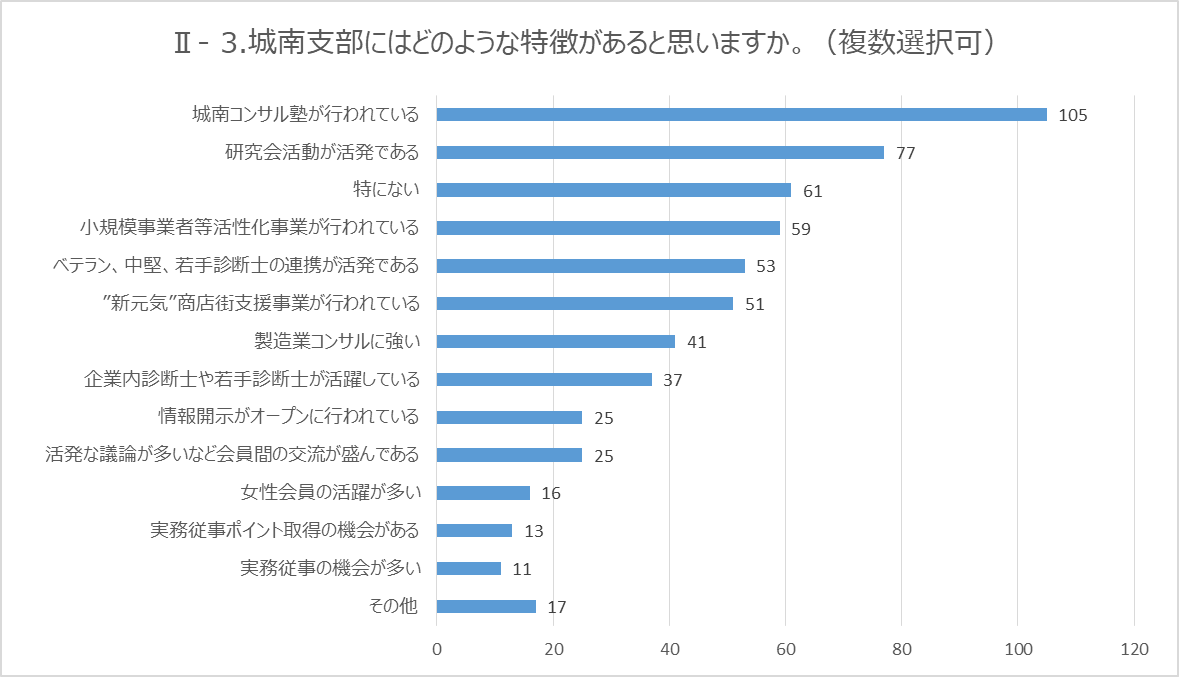 Ⅱ‐３.城南支部にはどのような特徴があると思いますか。（複数選択可）
城南コンサル塾が行われている 105
研究会活動が活発である 77
特にない 61
小規模事業者等活性化事業が行われている 59
ベテラン、中堅、若手診断士の連携が活発である 53
”新元気”商店街支援事業が行われている 51
製造業コンサルに強い 41
企業内診断士や若手診断士が活躍している 37
情報開示がオープンに行われている 25
活発な議論が多いなど会員間の交流が盛んである 25
女性会員の活躍が多い 16
実務従事ポイント取得の機会がある 13
実務従事の機会が多い 11
その他 17
0 20 40 60 80 100 120